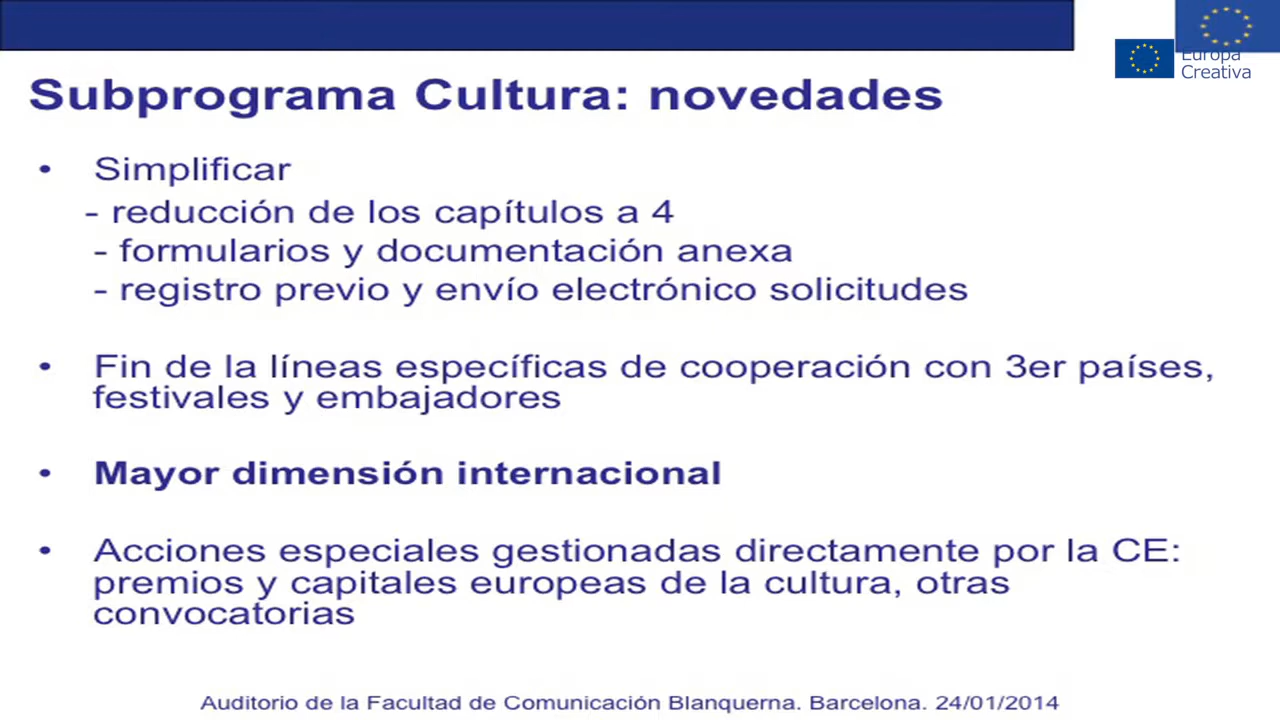 Europa
Creativa
Subprograma Cultura: novedades
• Simplificar
- reducción de los capítulos a 4
- formularios y documentación anexa
- registro previo y envío electrónico solicitudes
• Fin de la líneas específicas de cooperación con 3er países,
festivales y embajadores
• Mayor dimensión internacional
• Acciones especiales gestionadas directamente por la CE:
premios y capitales europeas de la cultura, otras
convocatorias
Auditorio de la Facultad de Comunicación Blanquerna. Barcelona. 24/01/2014